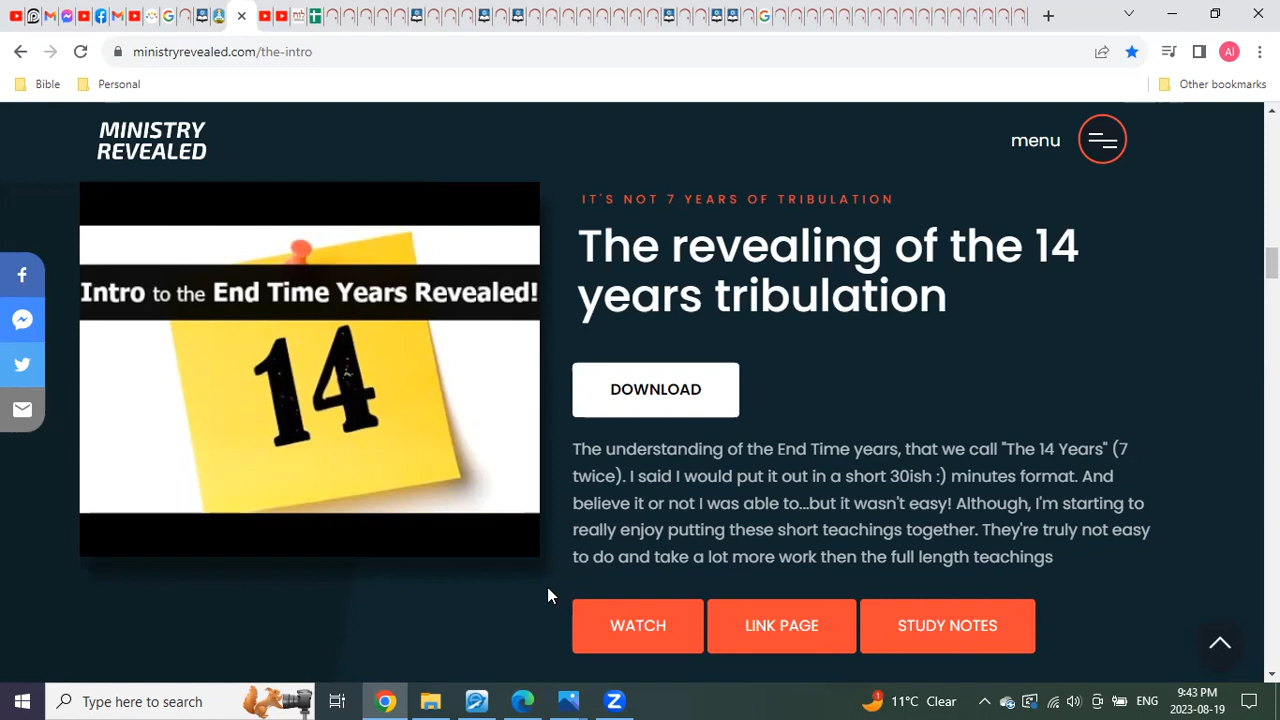 ministryrevealed.com/the-intro
AI
Bible
Personal
Other bookmarks
MINISTRY
REVEALED
menu
IT'S NOT 7 YEARS OF TRIBULATION
The revealing of the 14
years tribulation
Intro to the End Time Years Revealed!
14
DOWNLOAD
The understanding of the End Time years, that we call "The 14 Years" (7
twice). I said I would put it out in a short 30ish :) minutes format. And
believe it or not I was able to...but it wasn't easy! Although, I'm starting to
really enjoy putting these short teachings together. They're truly not easy
to do and take a lot more work then the full length teachings
WATCH
LINK PAGE
STUDY NOTES
Type here to search
1
11°C Clear
ENG
9:43 PM
2023-08-19